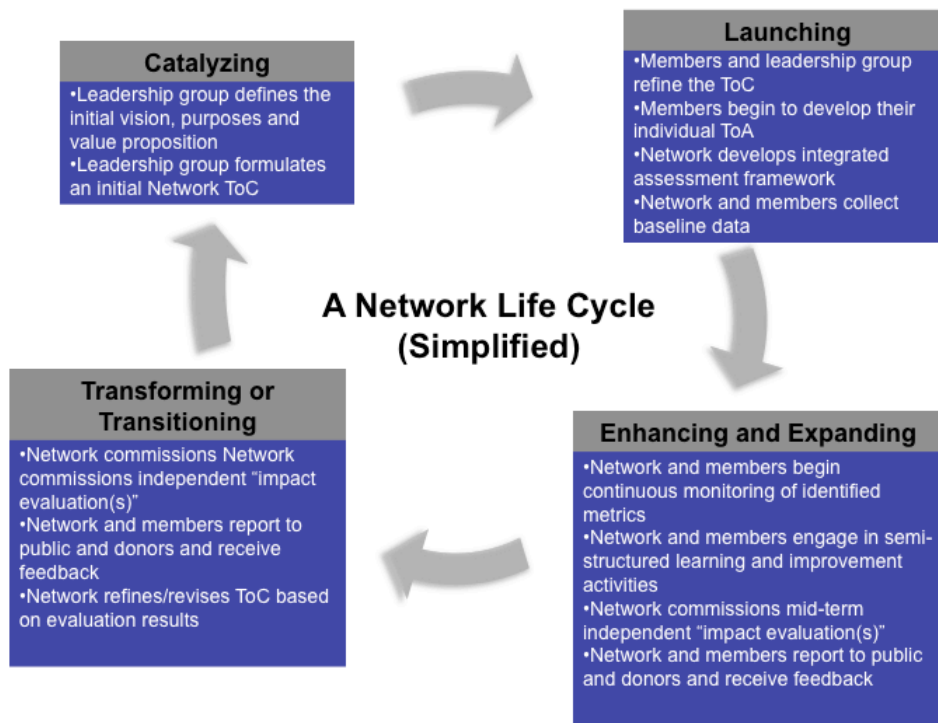 Catalyzing
•Leadership group defines the
initial vision, purposes and
value proposition
•Leadership group formulates
an initial Network ToC
Launching
•Members and leadership group
refine the ToC
•Members begin to develop their
individual ToA
•Network develops integrated
assessment framework
•Network and members collect
baseline data
A Network Life Cycle
(Simplified)
Enhancing and Expanding
•Network and members begin
continuous monitoring of identified
metrics
•Network and members engage in semi-
structured learning and improvement
activities
•Network commissions mid-term
independent “impact evaluation(s)”
•Network and members report to public
and donors and receive feedback
Transforming or
Transitioning
•Network commissions Network
commissions independent “impact
evaluation(s)”
•Network and members report to
public and donors and receive
feedback
•Network refines/revises ToC based
on evaluation results